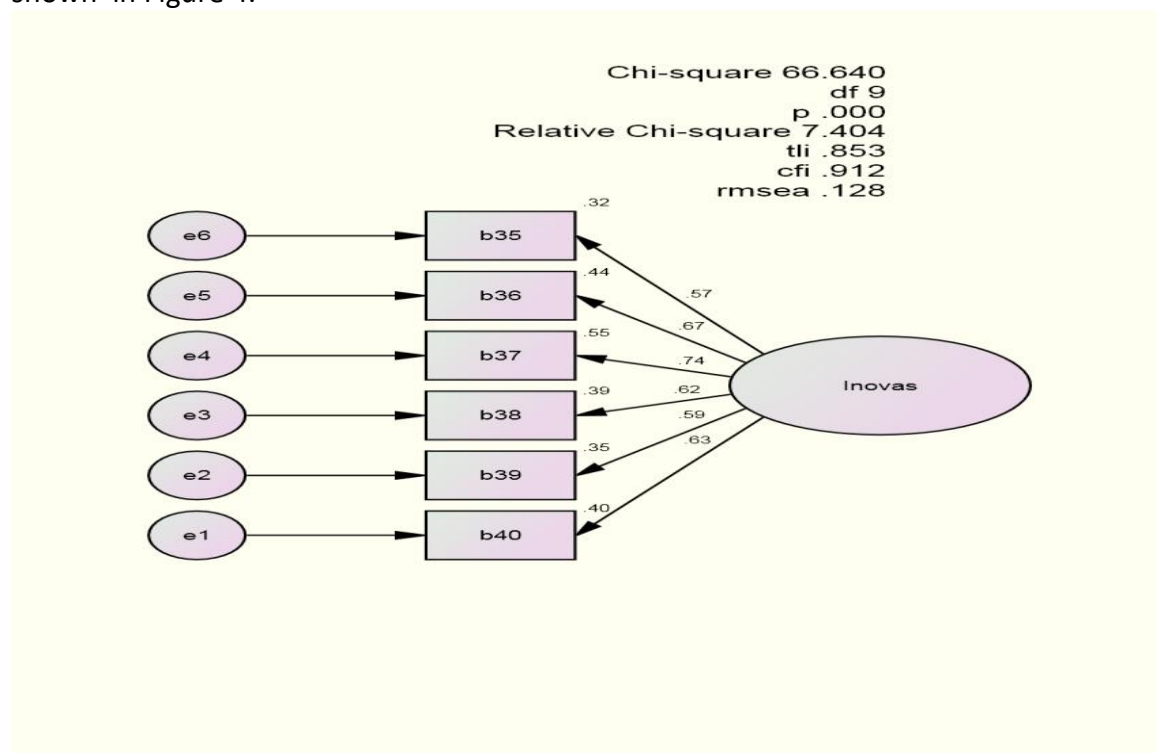 shown in Figure
Chi-square 66.640
df 9
p .000
Relative Chi-square 7.404
tli .853
cfi .912
rmsea .128
.32
e6 b35
.57
.44
e5 b36
.67
.55
e4 b37
.74
Inovas
.39
.62
e3 b38
.59
.35
.63
e2 b39
.40
e1 b40